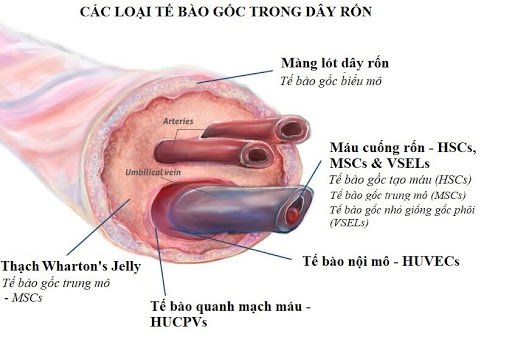 CÁC LOẠI TẾ BÀO GỐC TRONG DÂY RỐN
Màng lót dây rốn
Tế bào gốc biểu mô
Arteries
Umbilical vein
Máu cuống rốn - HSCs,
MSCs & VSELs
Tế bào gốc tạo máu (HSCs)
Tế bào gốc trung mô (MSCs)
Tế bào gốc nhỏ giống gốc phôi
(VSELs)
Thạch Wharton's Jelly
Tế bào gốc trung mô
- MSCs
Tế bào nội mô - HUVECs
Tế bào quanh mạch máu -
HUCPVs